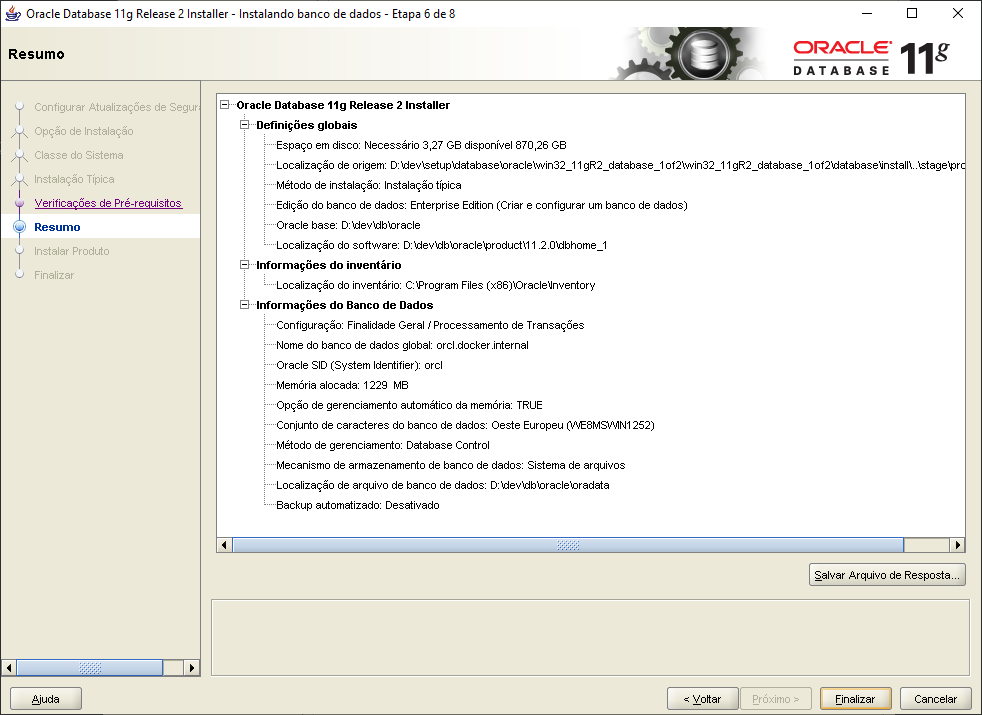 Oracle Database 11g Release 2 Installer - Instalando banco de dados - Etapa 6 de 8
Resumo
ORACLE
DATABASE
11g
Configurar Atualizações de Segura
Opção de Instalação
Classe do Sistema
Instalação Típica
Verificações de Pré-requisitos
Resumo
Instalar Produto
Finalizar
Oracle Database 11g Release 2 Installer
Definições globais
Espaço em disco: Necessário 3,27 GB disponível 870,26 GB
Localização de origem: D:\dev\setup\database\oracle\win32_11gR2_database_1of2\win32_11gR2_database_1of2\database\install\..\stage\pro
Método de instalação: Instalação típica
Edição do banco de dados: Enterprise Edition (Criar e configurar um banco de dados)
Oracle base: D:\dev\db\oracle
Localização do software: D:\dev\db\oracle\product\11.2.0\dbhome_1
Informações do inventário
Localização do inventário: C:\Program Files (x86)\Oracle\Inventory
Informações do Banco de Dados
Configuração: Finalidade Geral / Processamento de Transações
Nome do banco de dados global: orcl.docker.internal
Oracle SID (System Identifier): orcl
Memória alocada: 1229 MB
Opção de gerenciamento automático da memória: TRUE
Conjunto de caracteres do banco de dados: Oeste Europeu (WE8MSWIN1252)
Método de gerenciamento: Database Control
Mecanismo de armazenamento de banco de dados: Sistema de arquivos
Localização de arquivo de banco de dados: D:\dev\db\oracle\oradata
Backup automatizado: Desativado
Salvar Arquivo de Resposta...
Ajuda
< Voltar
Próximo >
Finalizar
Cancelar